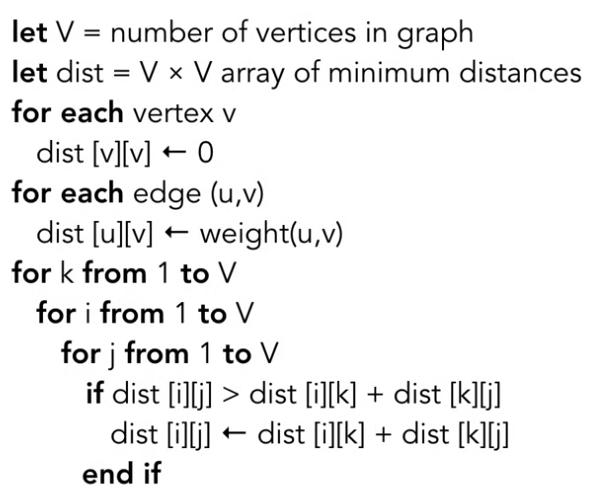 let V = number of vertices in graph
let dist = V × V array of minimum distances
for each vertex v
dist [v][v] ← 0
for each edge (u,v)
dist [u][v] ← weight(u,v)
for k from 1 to V
for i from 1 to V
for j from 1 to V
if dist [i][j] > dist [i][k] + dist [k][j]
dist [i][j] ← dist [i][k] + dist [k][j]
end if